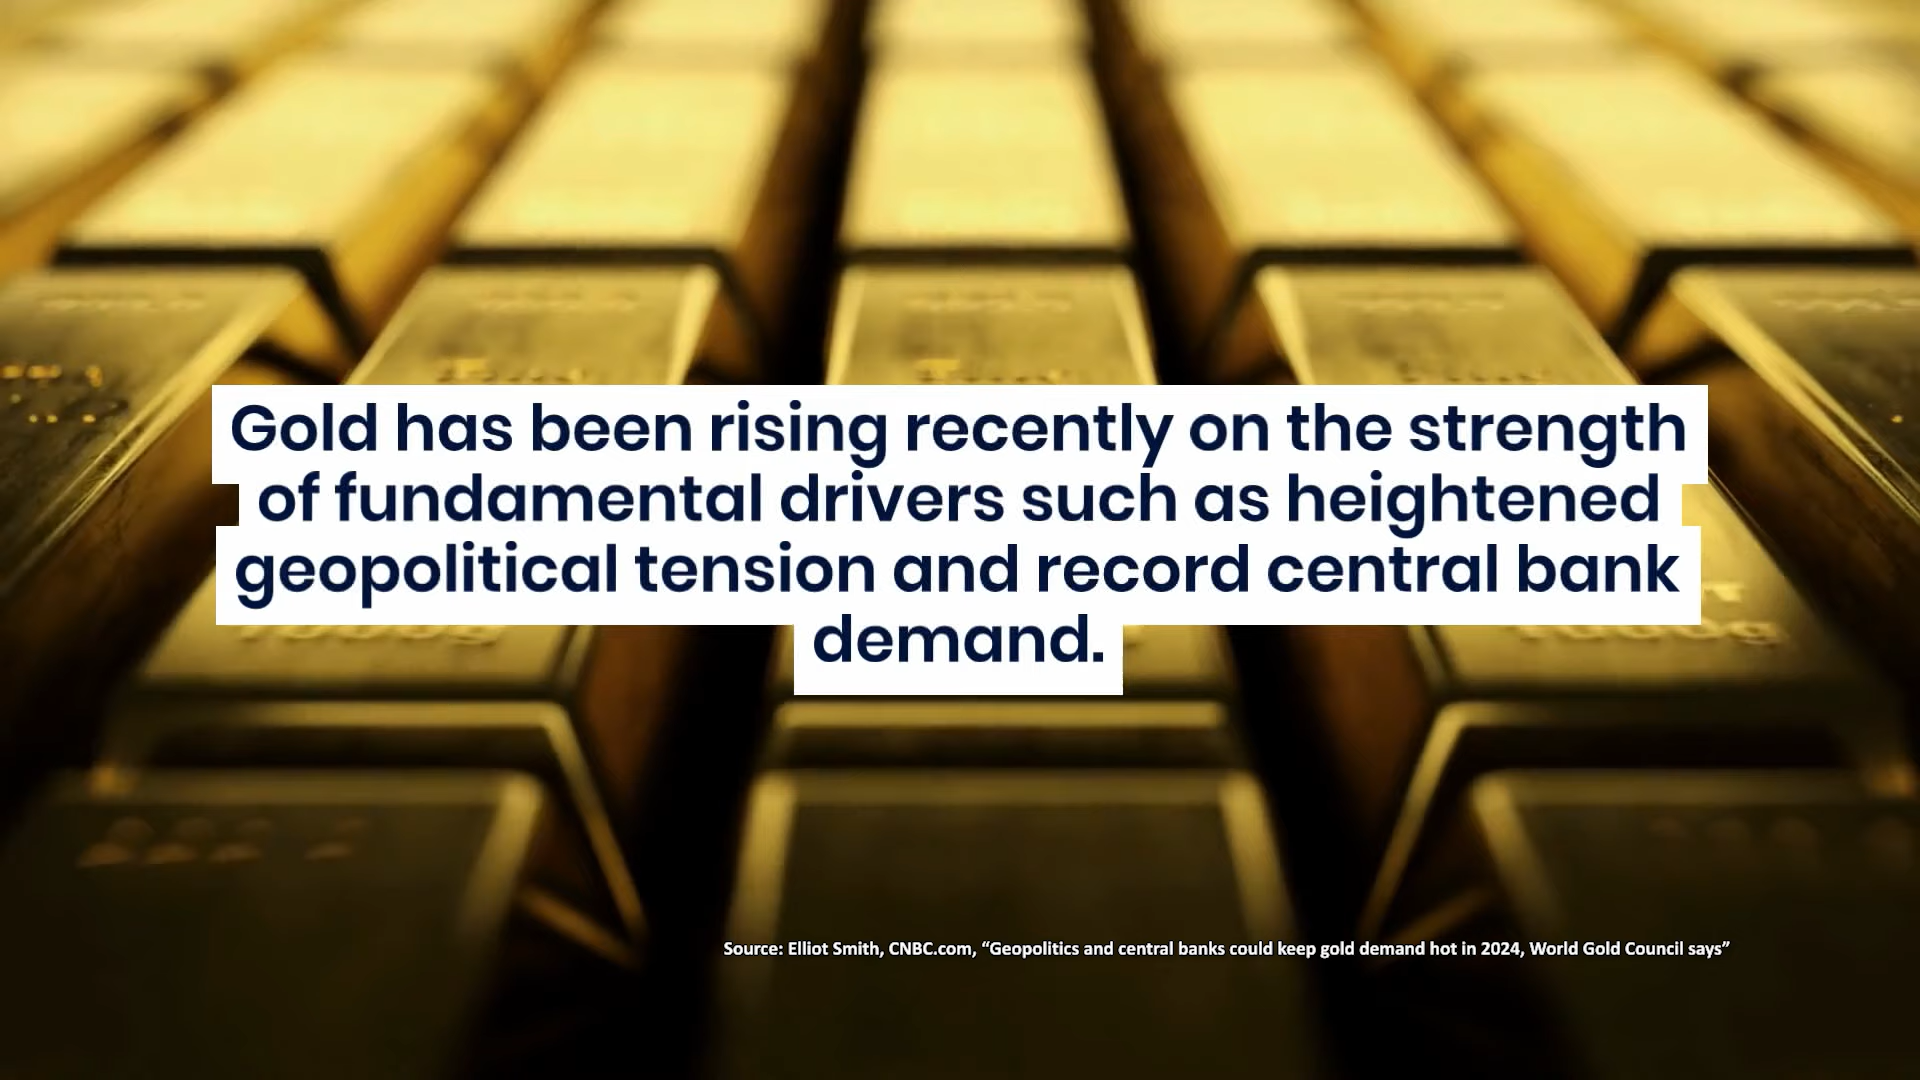 Gold has been rising recently on the strength
of fundamental drivers such as heightened
geopolitical tension and record central bank
demand.
1000g
Source: Elliot Smith, CNBC.com, “Geopolitics and central banks could keep gold demand hot in 2024, World Gold Council says”